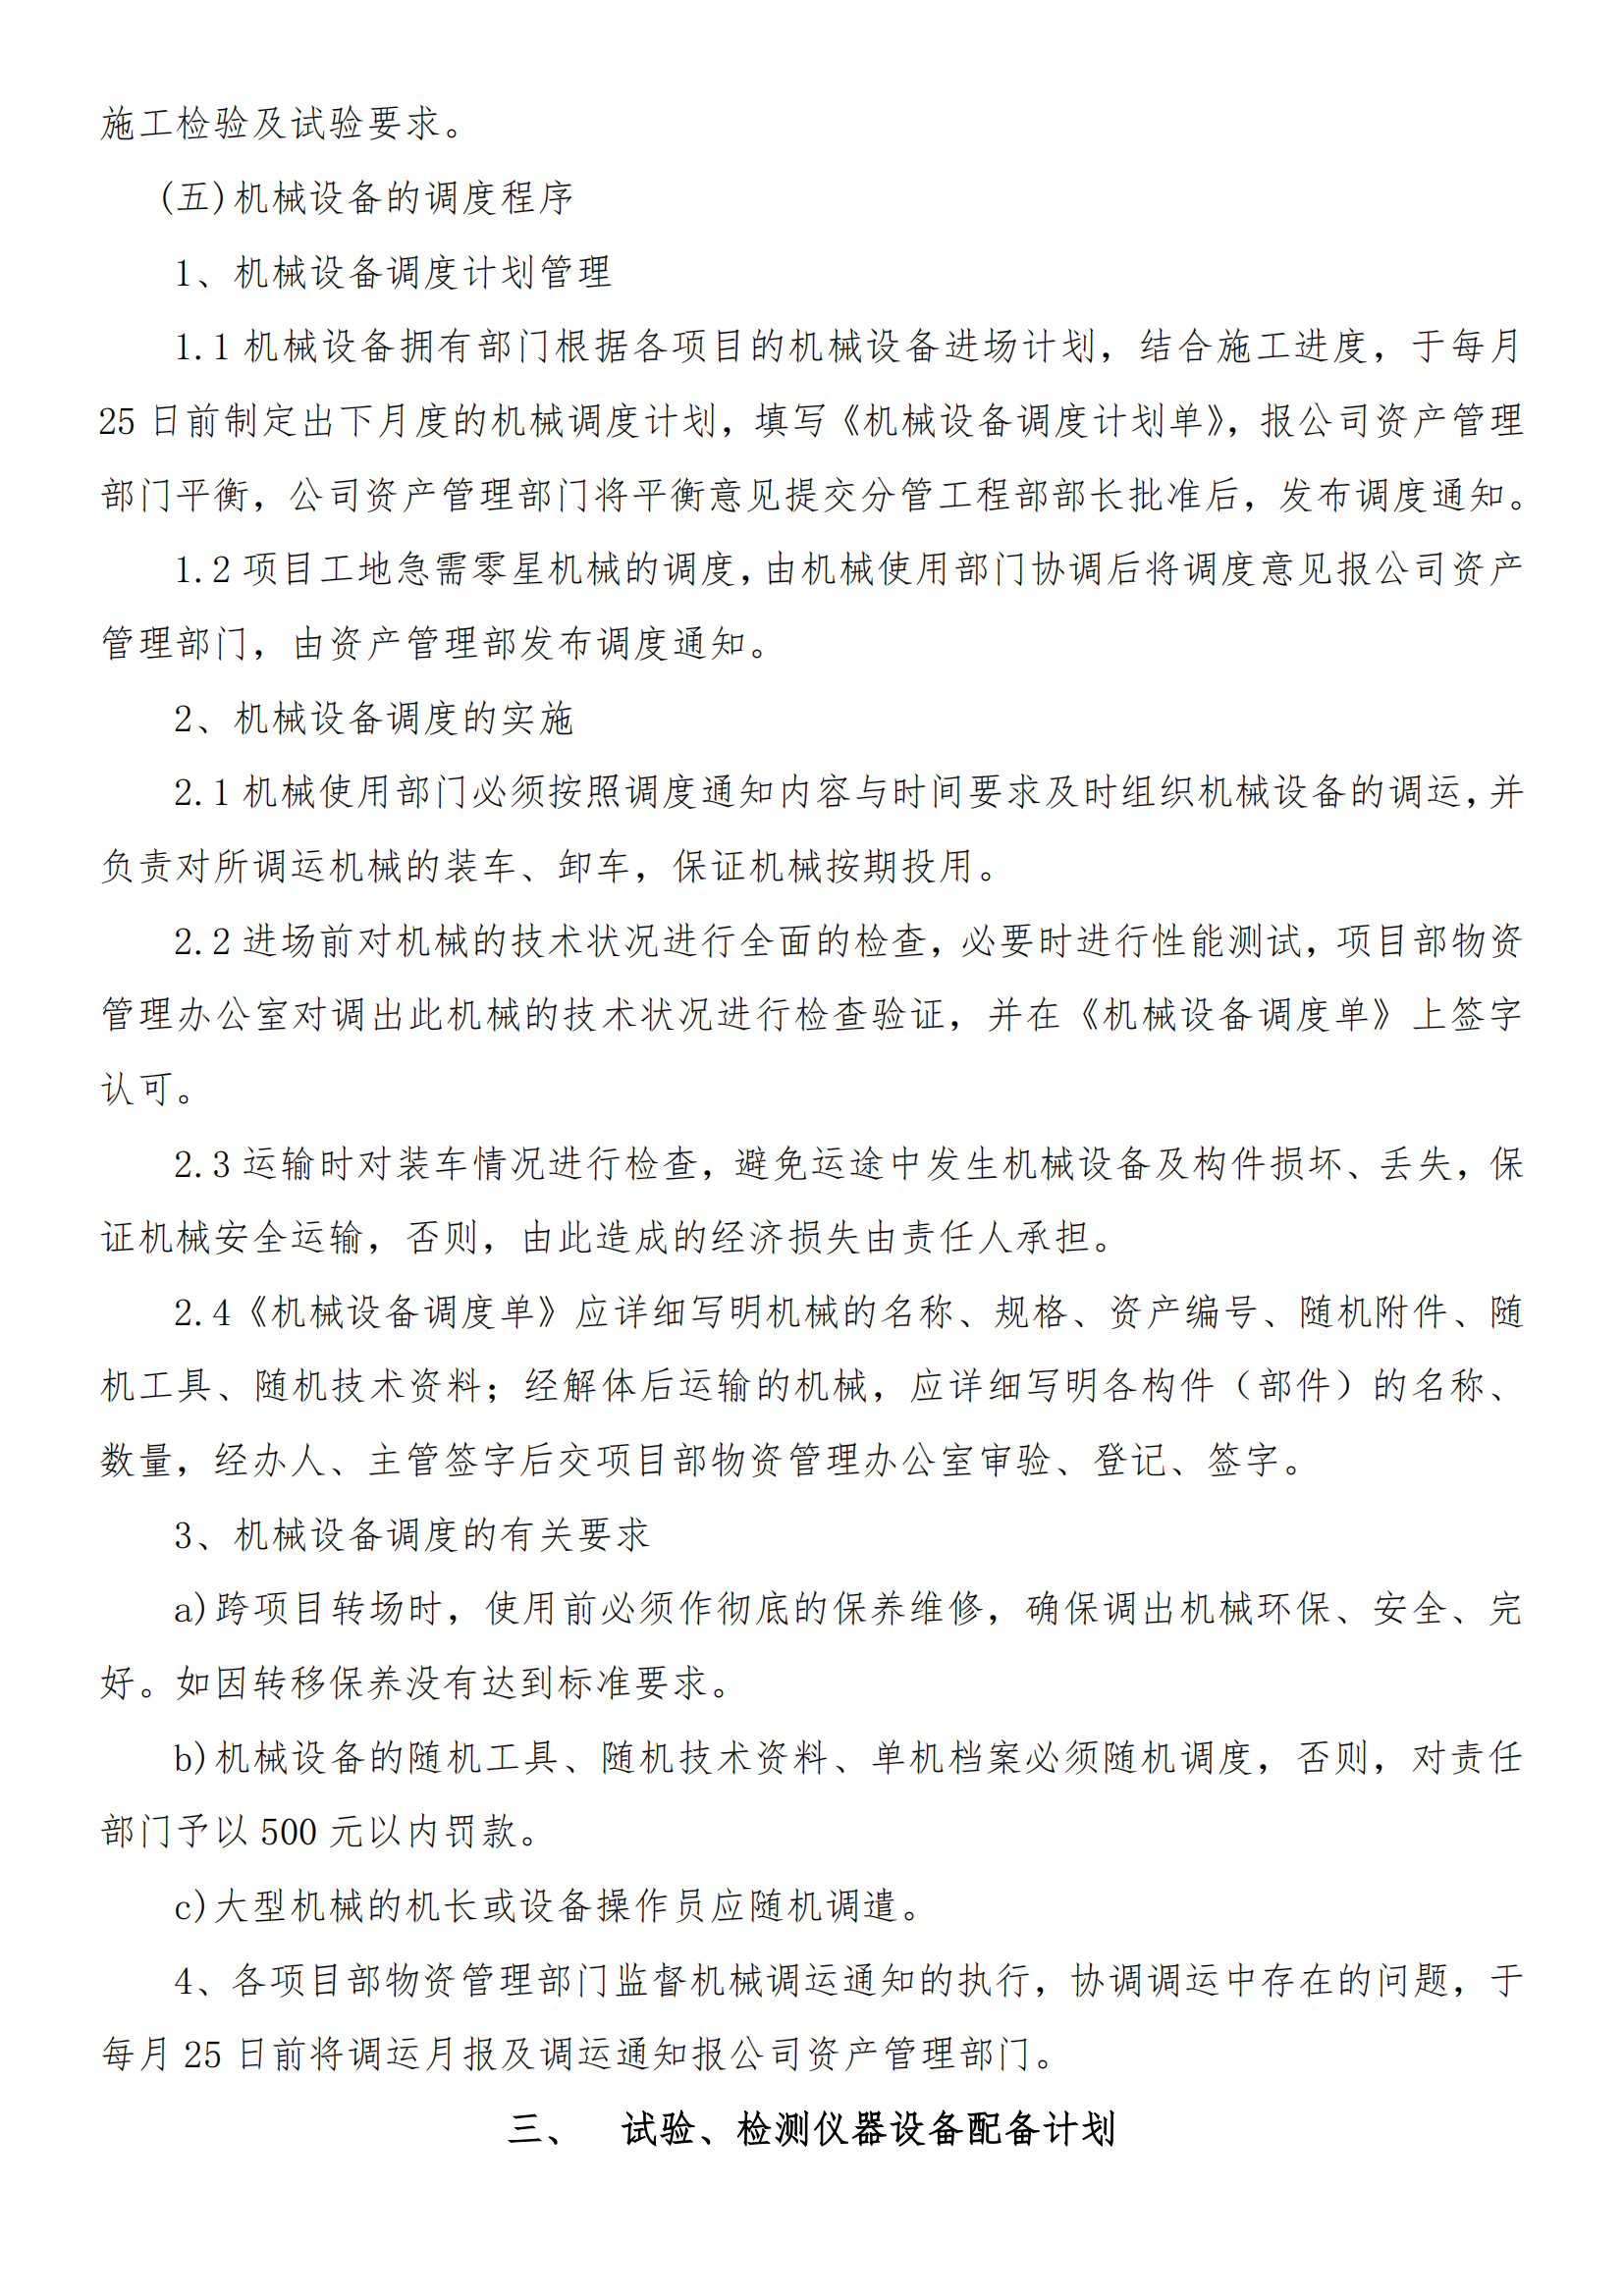 施工检验及试验要求。
(五)机械设备的调度程序
1、机械设备调度计划管理
1.1 机械设备拥有部门根据各项目的机械设备进场计划，结合施工进度，于每月
25 日前制定出下月度的机械调度计划，填写《机械设备调度计划单》，报公司资产管理
部门平衡，公司资产管理部门将平衡意见提交分管工程部部长批准后，发布调度通知。
1.2 项目工地急需零星机械的调度，由机械使用部门协调后将调度意见报公司资产
管理部门，由资产管理部发布调度通知。
2、机械设备调度的实施
2.1 机械使用部门必须按照调度通知内容与时间要求及时组织机械设备的调运，并
负责对所调运机械的装车、卸车，保证机械按期投用。
2.2 进场前对机械的技术状况进行全面的检查，必要时进行性能测试，项目部物资
管理办公室对调出此机械的技术状况进行检查验证，并在《机械设备调度单》上签字
认可。
2.3 运输时对装车情况进行检查，避免运途中发生机械设备及构件损坏、丢失，保
证机械安全运输，否则，由此造成的经济损失由责任人承担。
2.4《机械设备调度单》应详细写明机械的名称、规格、资产编号、随机附件、随
机工具、随机技术资料；经解体后运输的机械，应详细写明各构件（部件）的名称、
数量，经办人、主管签字后交项目部物资管理办公室审验、登记、签字。
3、机械设备调度的有关要求
a)跨项目转场时，使用前必须作彻底的保养维修，确保调出机械环保、安全、完
好。如因转移保养没有达到标准要求。
b)机械设备的随机工具、随机技术资料、单机档案必须随机调度，否则，对责任
部门予以 500 元以内罚款。
c)大型机械的机长或设备操作员应随机调遣。
4、各项目部物资管理部门监督机械调运通知的执行，协调调运中存在的问题，于
每月 25 日前将调运月报及调运通知报公司资产管理部门。
三、 试验、检测仪器设备配备计划